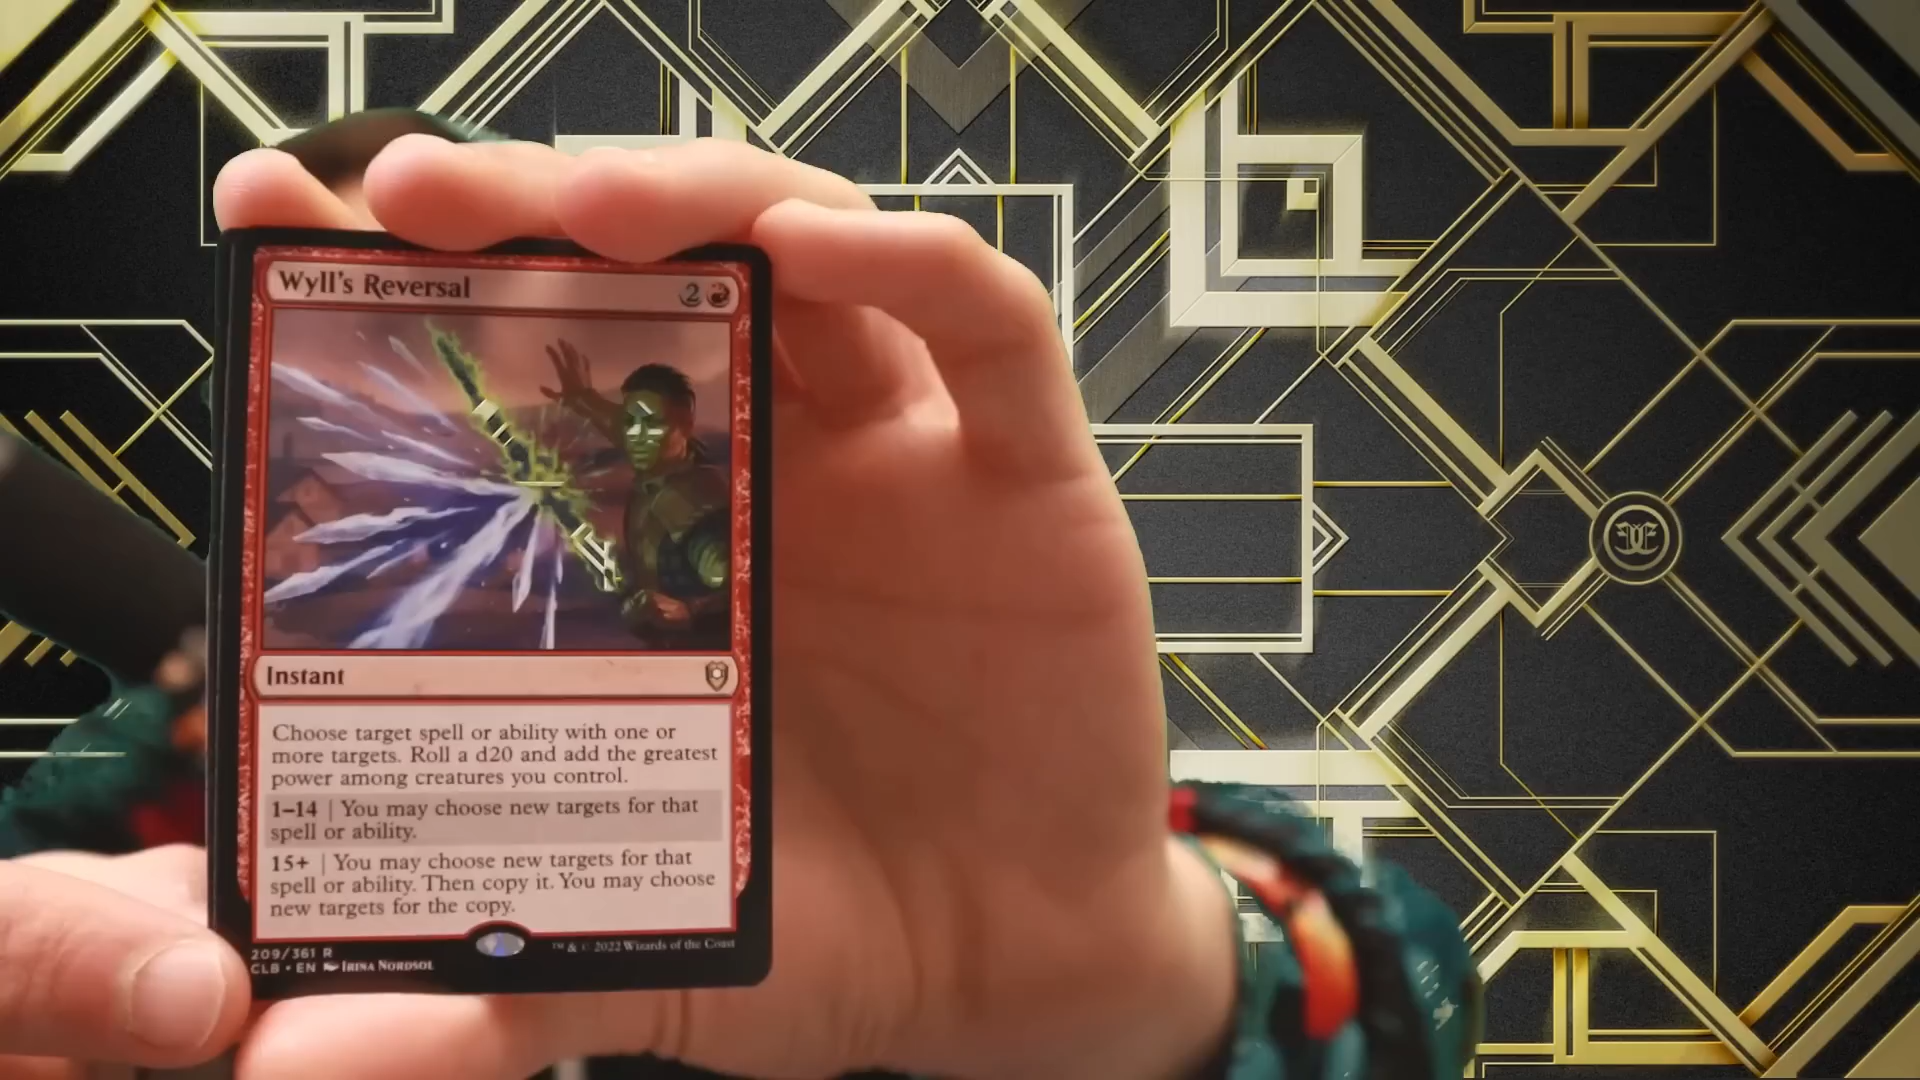 Wyll's Reversal 2
Instant
Choose target spell or ability with one or
more targets. Roll a d20 and add the greatest
power among creatures you control.
1–14 | You may choose new targets for that
spell or ability.
15+ | You may choose new targets for that
spell or ability. Then copy it. You may choose
new targets for the copy.
209/361 R
CLB • EN Irina Nordsol
™ & © 2022 Wizards of the Coast